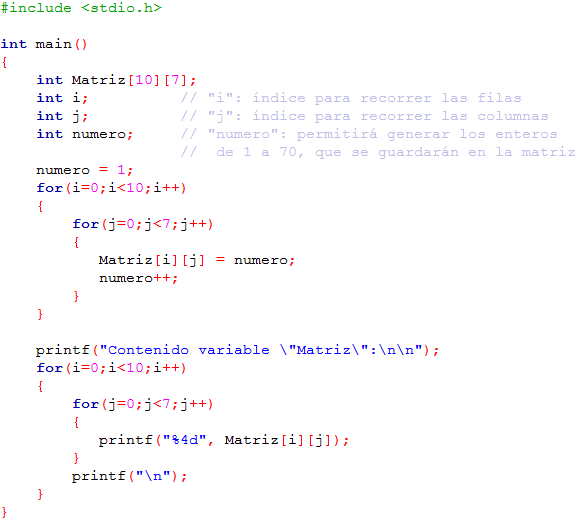 #include <stdio.h>

int main()
{
    int Matriz[10][7];
    int i;          // "i": índice para recorrer las filas
    int j;          // "j": índice para recorrer las columnas
    int numero;     // "numero": permitirá generar los enteros
                    //  de 1 a 70, que se guardarán en la matriz
    numero = 1;
    for(i=0;i<10;i++)
    {
        for(j=0;j<7;j++)
        {
           Matriz[i][j] = numero;
           numero++;
        }
    }

    printf("Contenido variable \"Matriz\":\n\n");
    for(i=0;i<10;i++)
    {
        for(j=0;j<7;j++)
        {
           printf("%4d", Matriz[i][j]);
        }
        printf("\n");
    }
}